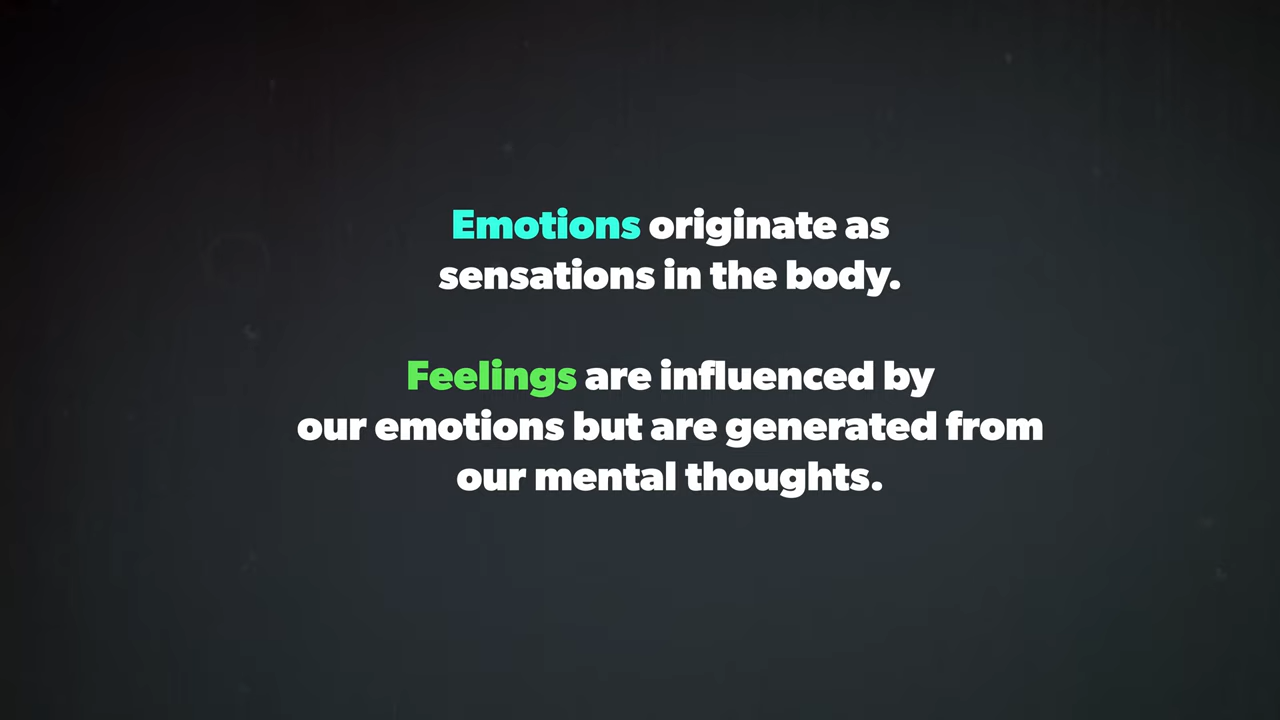 Emotions originate as
sensations in the body.
Feelings are influenced by
our emotions but are generated from
our mental thoughts.